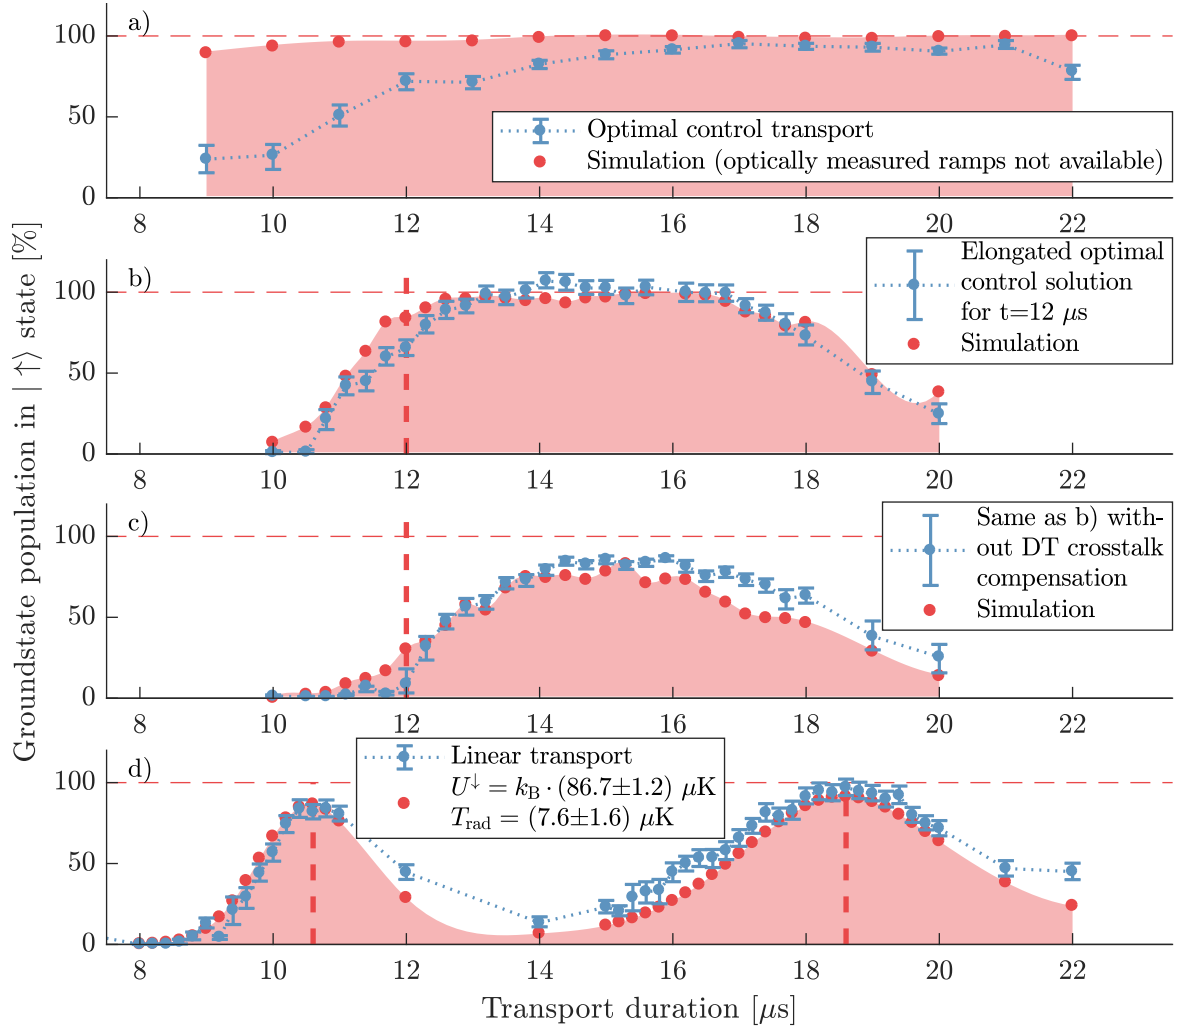 Groundstate population in |↑⟩ state [%]
a)
100
50
0
Optimal control transport
Simulation (optically measured ramps not available)
8 10 12 14 16 18 20 22
b)
100
50
0
Elongated optimal
control solution
for t=12 μs
Simulation
8 10 12 14 16 18 20 22
c)
100
50
0
Same as b) with-
out DT crosstalk
compensation
Simulation
8 10 12 14 16 18 20 22
d)
100
50
0
Linear transport
U↓ = kB · (86.7±1.2) μK
Trad = (7.6±1.6) μK
8 10 12 14 16 18 20 22
Transport duration [μs]